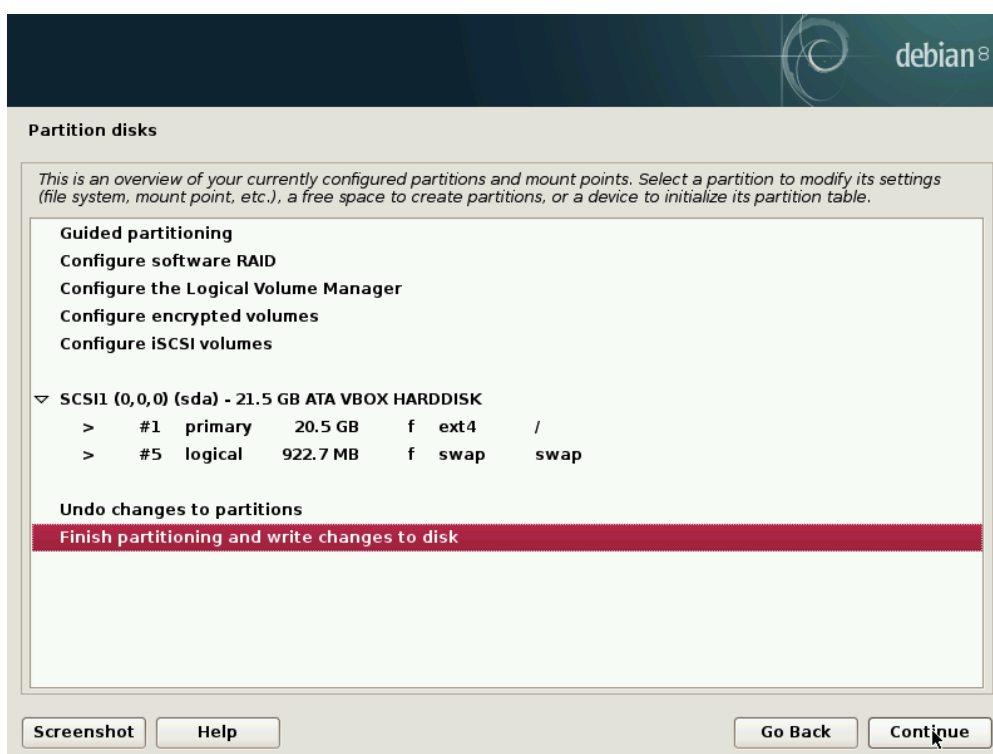 debian 8
Partition disks
This is an overview of your currently configured partitions and mount points. Select a partition to modify its settings
(file system, mount point, etc.), a free space to create partitions, or a device to initialize its partition table.
Guided partitioning
Configure software RAID
Configure the Logical Volume Manager
Configure encrypted volumes
Configure iSCSI volumes
SCSI1 (0,0,0) (sda) - 21.5 GB ATA VBOX HARDDISK
> #1 primary 20.5 GB f ext4 /
> #5 logical 922.7 MB f swap swap
Undo changes to partitions
Finish partitioning and write changes to disk
Screenshot Help Go Back Continue